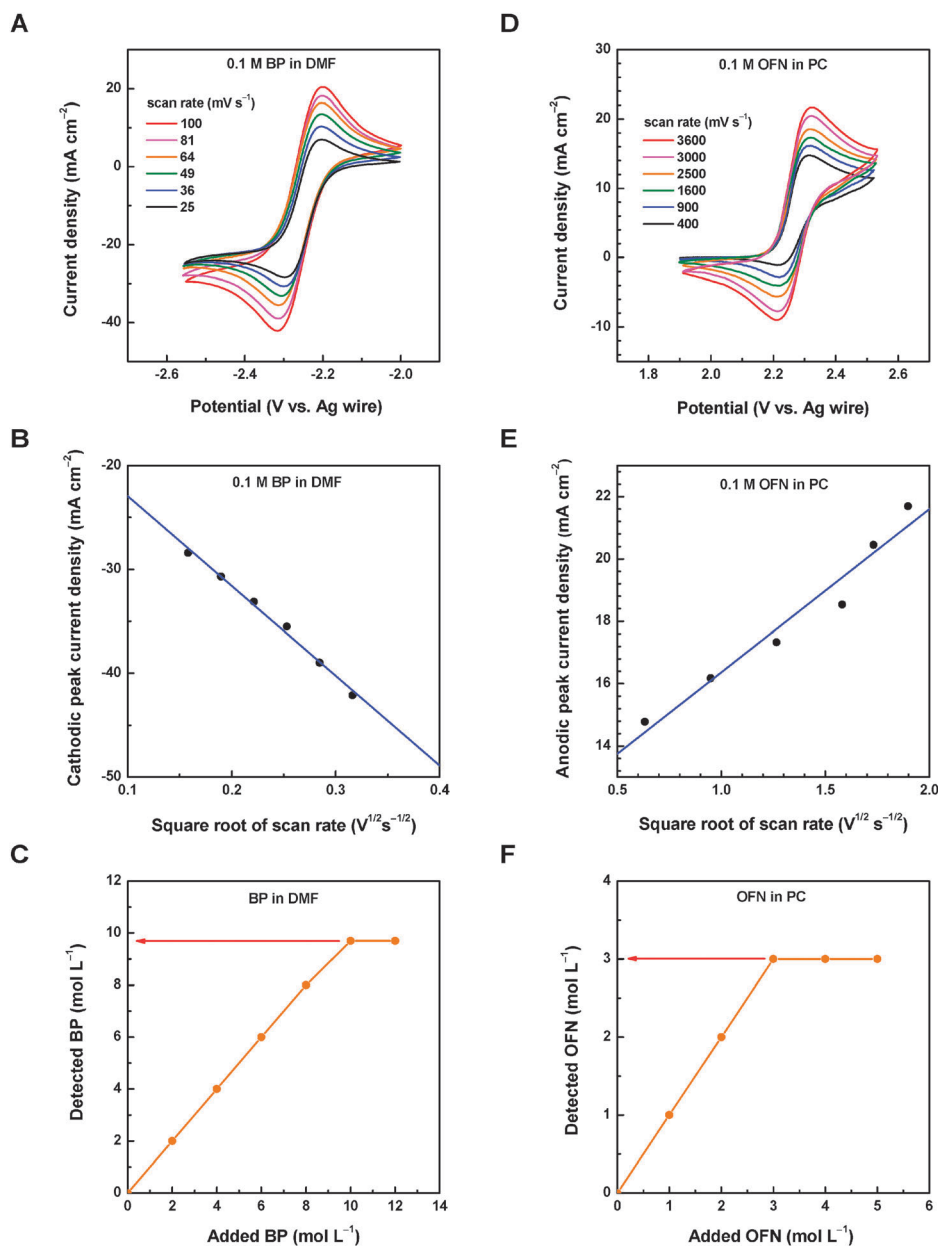 A
0.1 M BP in DMF
scan rate (mV s⁻¹)
100
81
64
49
36
25
20
0
-20
-40
-2.6
-2.4
-2.2
-2.0
Current density (mA cm⁻²)
Potential (V vs. Ag wire)
D
0.1 M OFN in PC
scan rate (mV s⁻¹)
3600
3000
2500
1600
900
400
30
20
10
0
-10
1.8
2.0
2.2
2.4
2.6
Current density (mA cm⁻²)
Potential (V vs. Ag wire)
B
0.1 M BP in DMF
-20
-30
-40
-50
0.1
0.2
0.3
0.4
Cathodic peak current density (mA cm⁻²)
Square root of scan rate (V¹ᐟ²s⁻¹ᐟ²)
E
0.1 M OFN in PC
22
20
18
16
14
0.5
1.0
1.5
2.0
Anodic peak current density (mA cm⁻²)
Square root of scan rate (V¹ᐟ² s⁻¹ᐟ²)
C
BP in DMF
12
10
8
6
4
2
0
0
2
4
6
8
10
12
14
Detected BP (mol L⁻¹)
Added BP (mol L⁻¹)
F
OFN in PC
4
3
2
1
0
0
1
2
3
4
5
6
Detected OFN (mol L⁻¹)
Added OFN (mol L⁻¹)